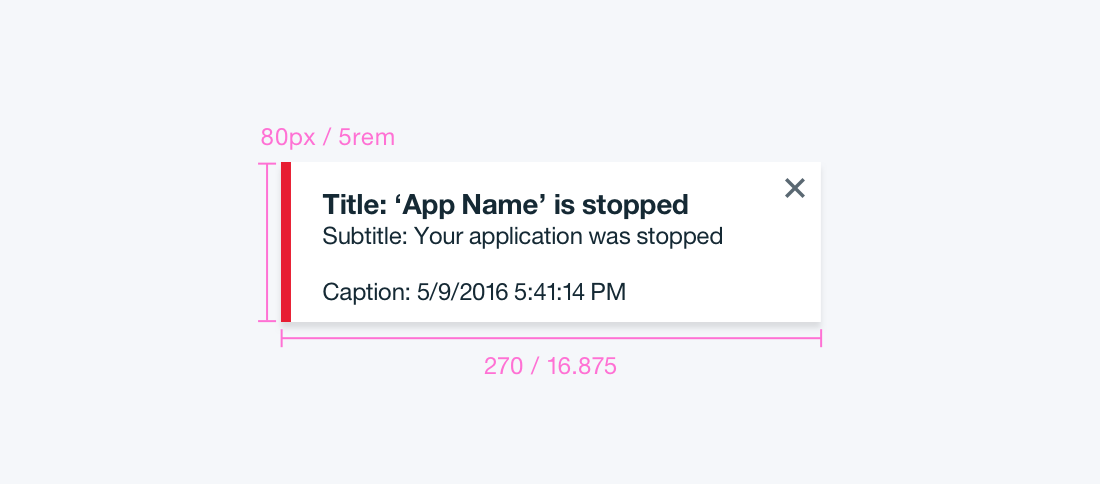 80px / 5rem
Title: ‘App Name’ is stopped
Subtitle: Your application was stopped
Caption: 5/9/2016 5:41:14 PM
270 / 16.875